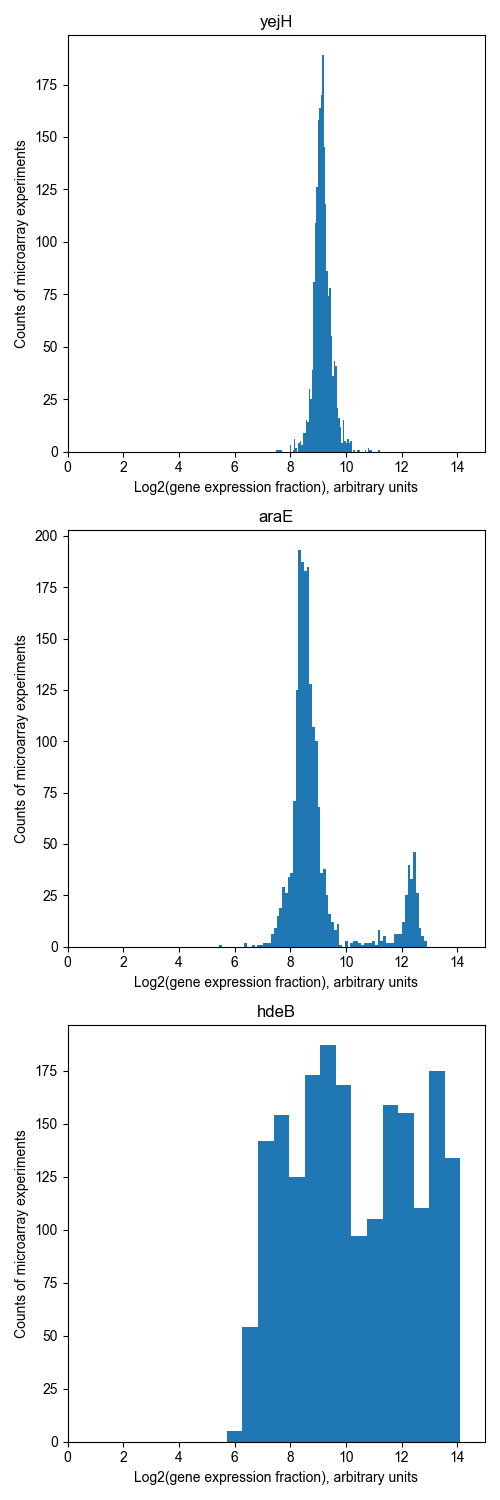 yejH
Counts of microarray experiments
175
150
125
100
75
50
25
0
0 2 4 6 8 10 12 14
Log2(gene expression fraction), arbitrary units
araE
Counts of microarray experiments
200
175
150
125
100
75
50
25
0
0 2 4 6 8 10 12 14
Log2(gene expression fraction), arbitrary units
hdeB
Counts of microarray experiments
175
150
125
100
75
50
25
0
0 2 4 6 8 10 12 14
Log2(gene expression fraction), arbitrary units